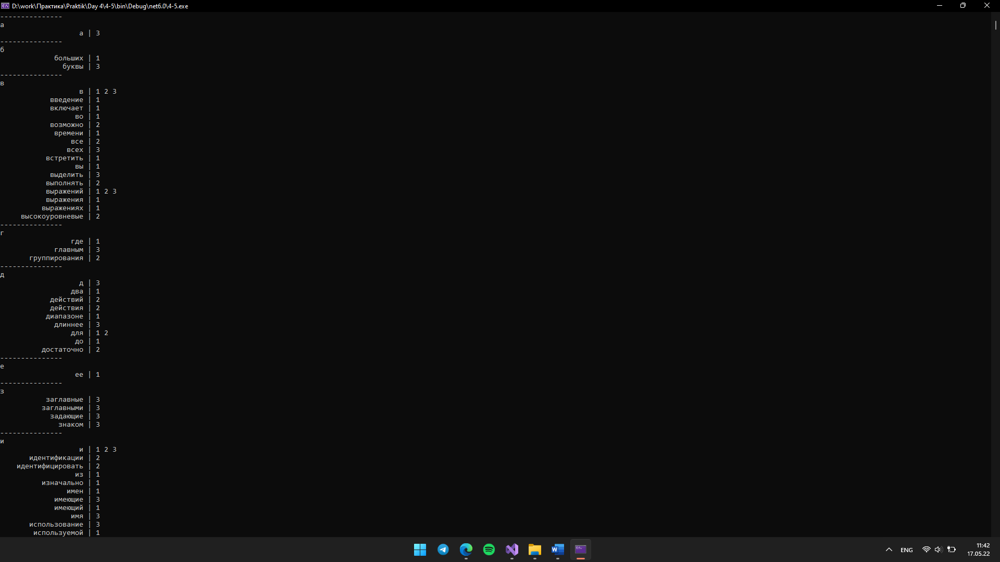 D:\work\Практика\Praktik\Day 4\4-5\bin\Debug\net6.0\4-5.exe
---------------
а
а | 3
---------------
б
больших | 1
буквы | 3
---------------
в
в | 1 2 3
введение | 1
включает | 1
во | 1
возможно | 2
времени | 1
все | 2
всех | 3
встретить | 1
вы | 1
выделить | 3
выполнять | 2
выражений | 1 2 3
выражения | 1
выражениях | 1
высокоуровневые | 2
---------------
г
где | 1
главным | 3
группирования | 2
---------------
д
д | 3
два | 1
действий | 2
действия | 2
диапазоне | 1
длиннее | 3
для | 1 2
до | 1
достаточно | 2
---------------
е
ее | 1
---------------
з
заглавные | 3
заглавными | 3
задающие | 3
знаком | 3
---------------
и
и | 1 2 3
идентификации | 2
идентифицировать | 2
из | 1
изначально | 1
имен | 1
имеющие | 3
имеющий | 1
имя | 3
использование | 3
используемой | 1
ENG
11:42
17.05.22